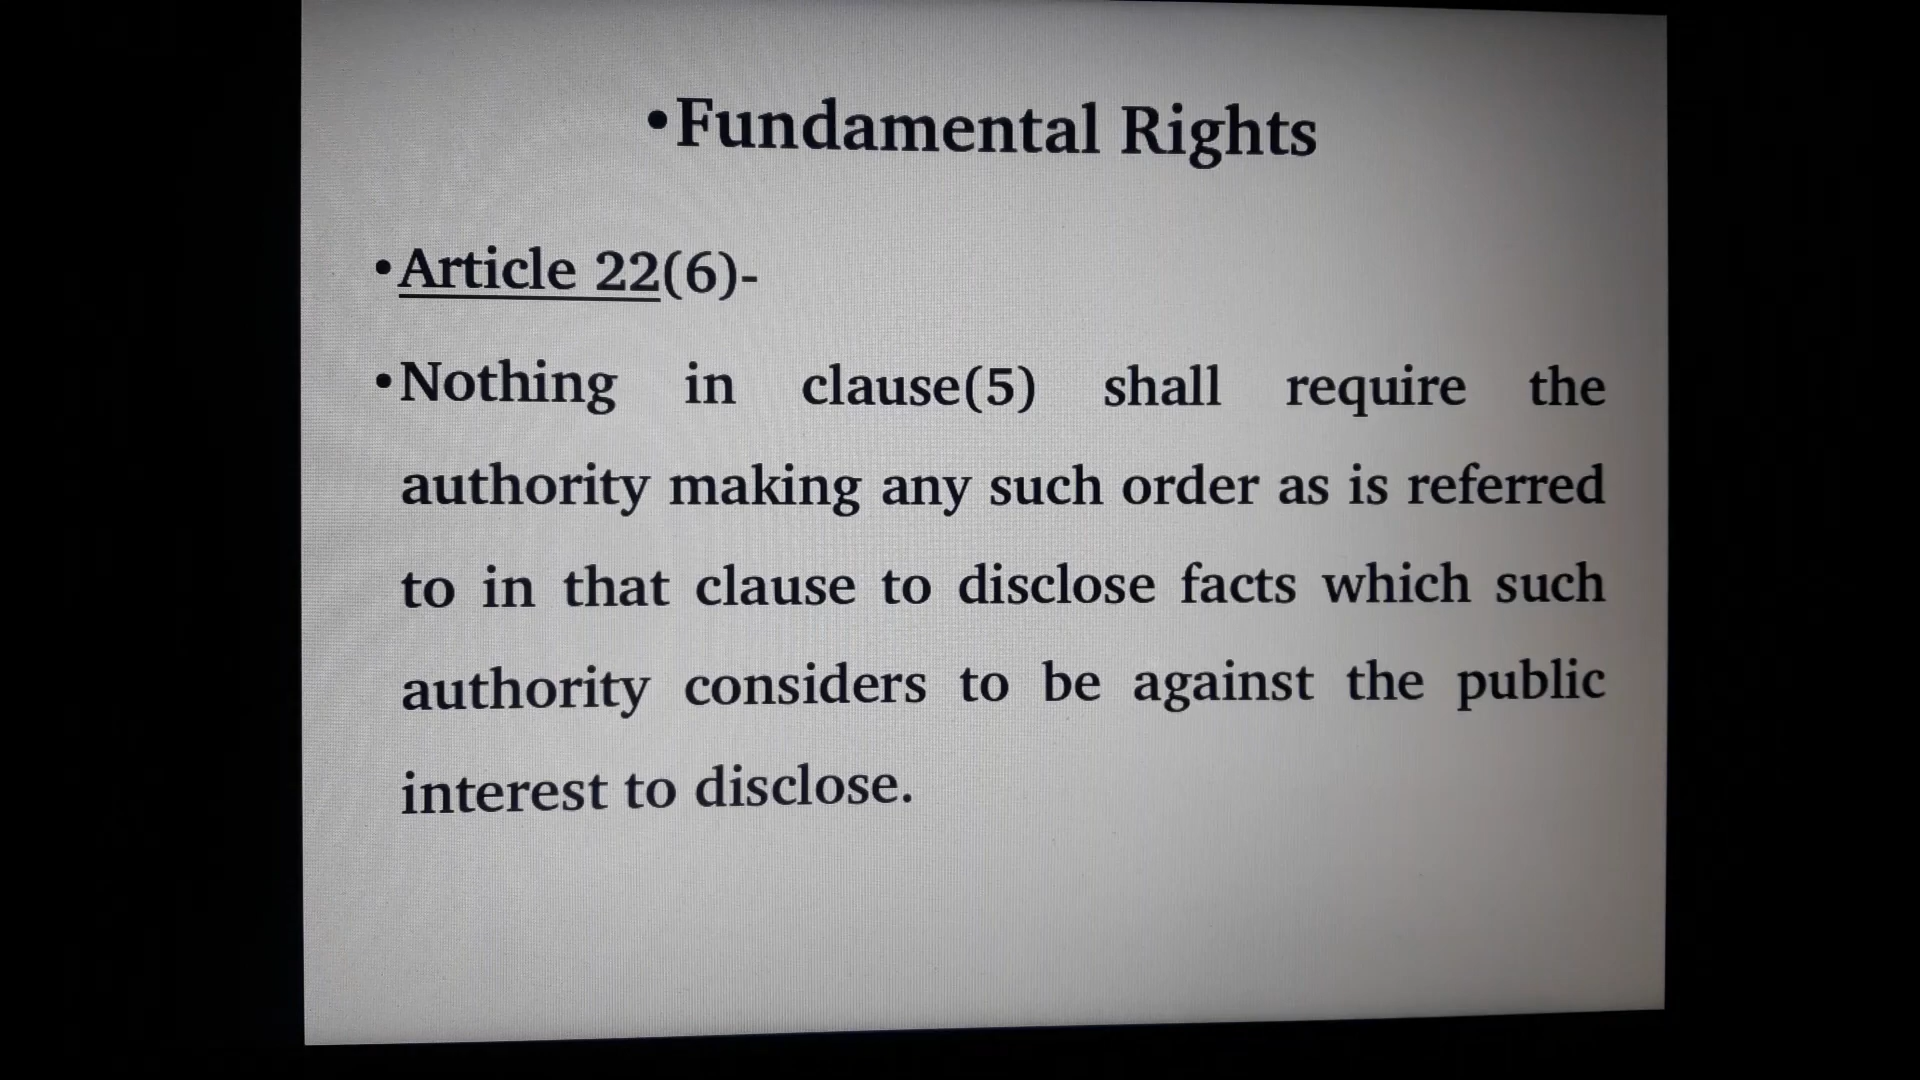 •Fundamental Rights
•Article 22(6)-
•Nothing in clause(5) shall require the
authority making any such order as is referred
to in that clause to disclose facts which such
authority considers to be against the public
interest to disclose.